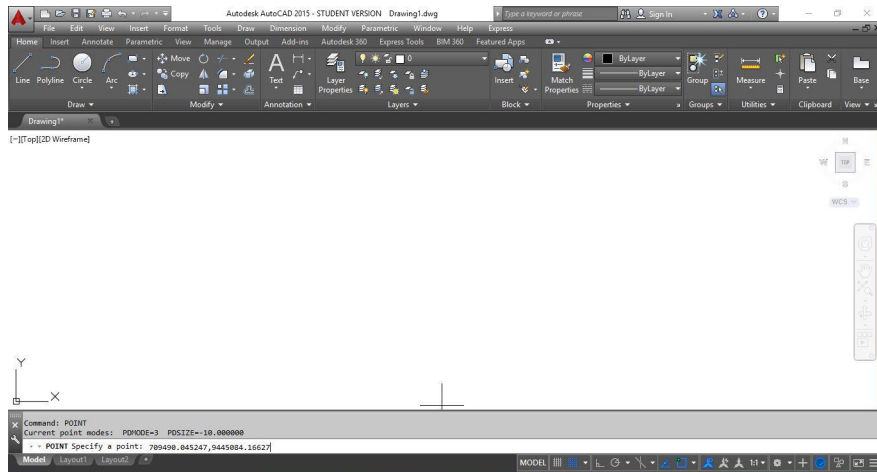 Autodesk AutoCAD 2015 - STUDENT VERSION Drawing1.dwg
Type a keyword or phrase
Sign In
File Edit View Insert Format Tools Draw Dimension Modify Parametric Window Help Express
Home Insert Annotate Parametric View Manage Output Add-ins Autodesk 360 Express Tools BIM 360 Featured Apps
Move
0
ByLayer
Copy
ByLayer
Line Polyline Circle Arc
Text
Layer Properties
Insert
Match Properties
ByLayer
Group
Measure
Paste
Base
Draw Modify Annotation Layers Block Properties Groups Utilities Clipboard View
Drawing1*
[-][Top][2D Wireframe]
TOP
WCS
Y
X
Command: POINT
Current point modes: PDMODE=3 PDSIZE=-10.000000
POINT Specify a point: 709490.045247,9445084.16627
Model Layout1 Layout2 +
MODEL
1:1